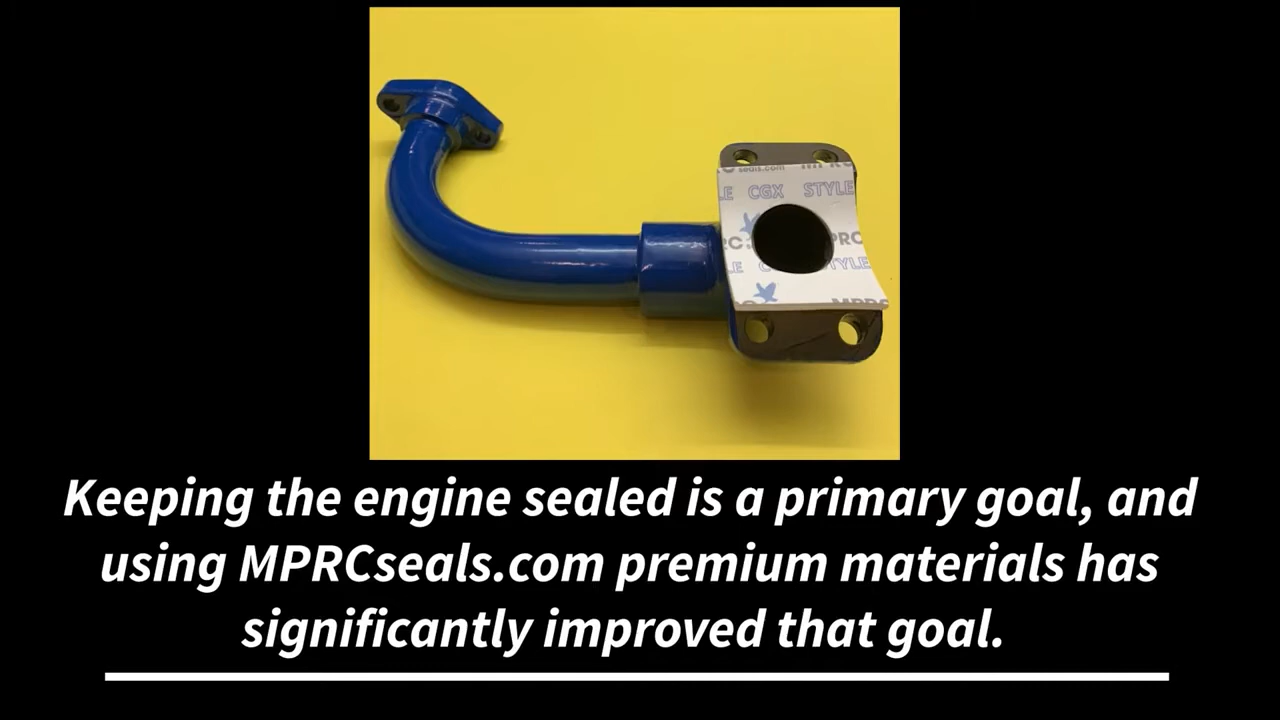 seals.com
CGX STYLE
STYLE
MPRC
Keeping the engine sealed is a primary goal, and
using MPRCseals.com premium materials has
significantly improved that goal.